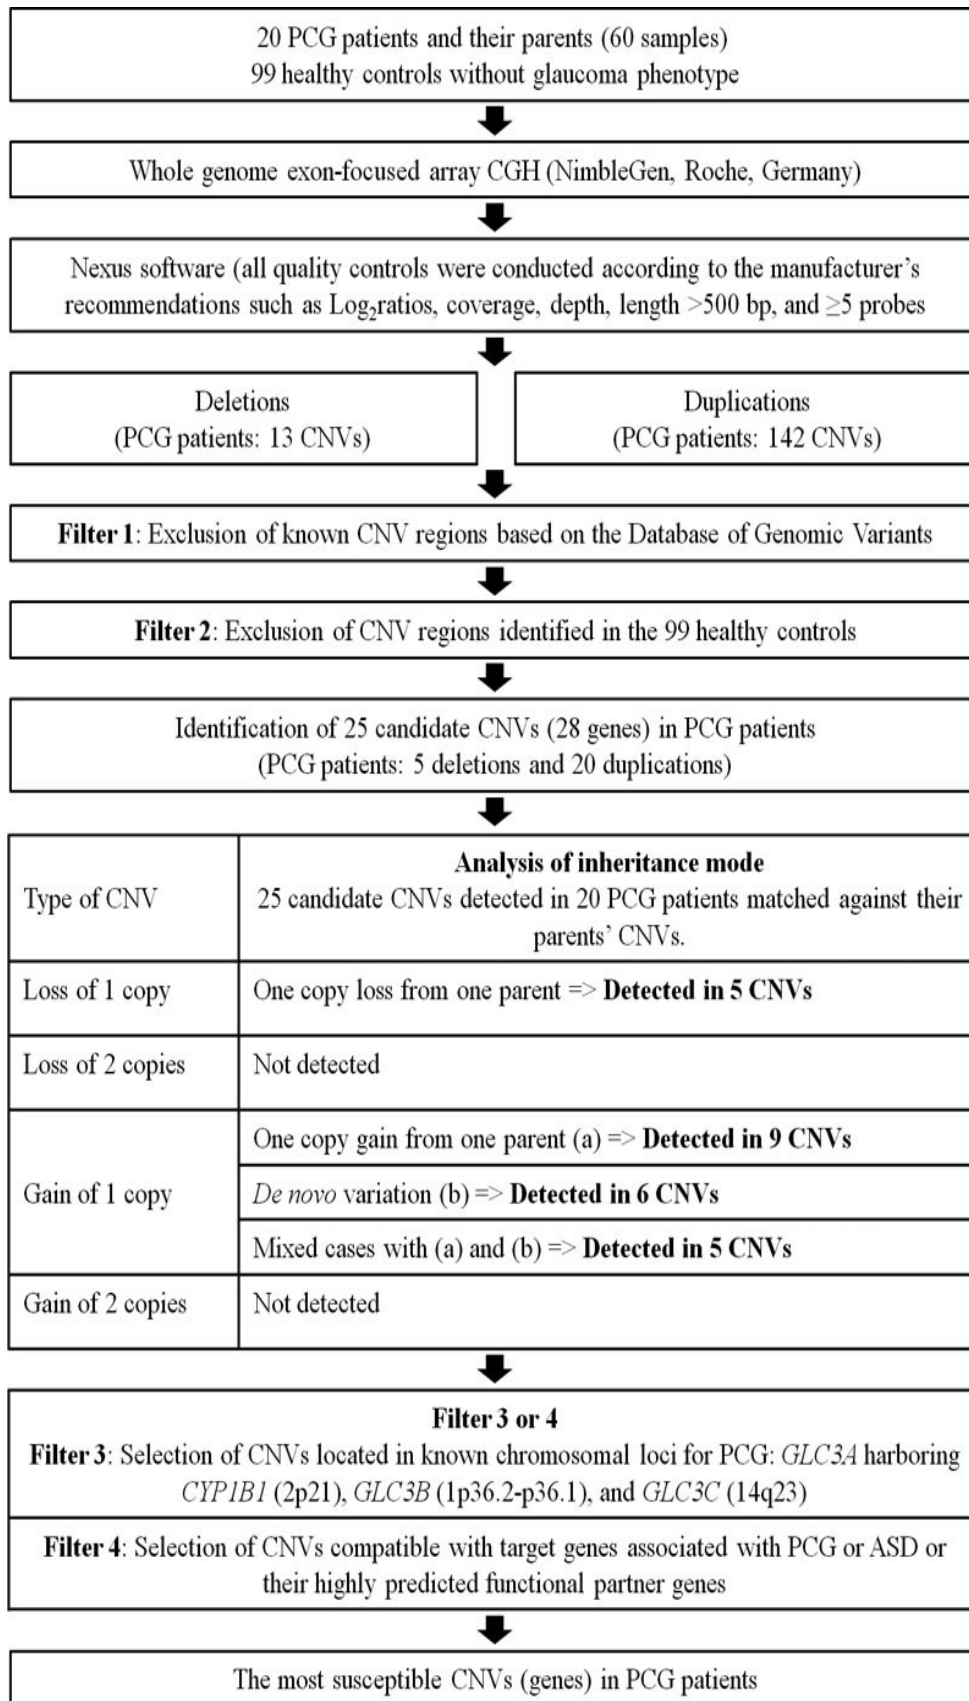 20 PCG patients and their parents (60 samples)
99 healthy controls without glaucoma phenotype
Whole genome exon-focused array CGH (NimbleGen, Roche, Germany)
Nexus software (all quality controls were conducted according to the manufacturer's
recommendations such as Log₂ratios, coverage, depth, length >500 bp, and ≥5 probes
Deletions
(PCG patients: 13 CNVs)
Duplications
(PCG patients: 142 CNVs)
Filter 1: Exclusion of known CNV regions based on the Database of Genomic Variants
Filter 2: Exclusion of CNV regions identified in the 99 healthy controls
Identification of 25 candidate CNVs (28 genes) in PCG patients
(PCG patients: 5 deletions and 20 duplications)
Type of CNV
Analysis of inheritance mode
25 candidate CNVs detected in 20 PCG patients matched against their
parents' CNVs.
Loss of 1 copy
One copy loss from one parent => Detected in 5 CNVs
Loss of 2 copies
Not detected
Gain of 1 copy
One copy gain from one parent (a) => Detected in 9 CNVs
De novo variation (b) => Detected in 6 CNVs
Mixed cases with (a) and (b) => Detected in 5 CNVs
Gain of 2 copies
Not detected
Filter 3 or 4
Filter 3: Selection of CNVs located in known chromosomal loci for PCG: GLC3A harboring
CYP1B1 (2p21), GLC3B (1p36.2-p36.1), and GLC3C (14q23)
Filter 4: Selection of CNVs compatible with target genes associated with PCG or ASD or
their highly predicted functional partner genes
The most susceptible CNVs (genes) in PCG patients